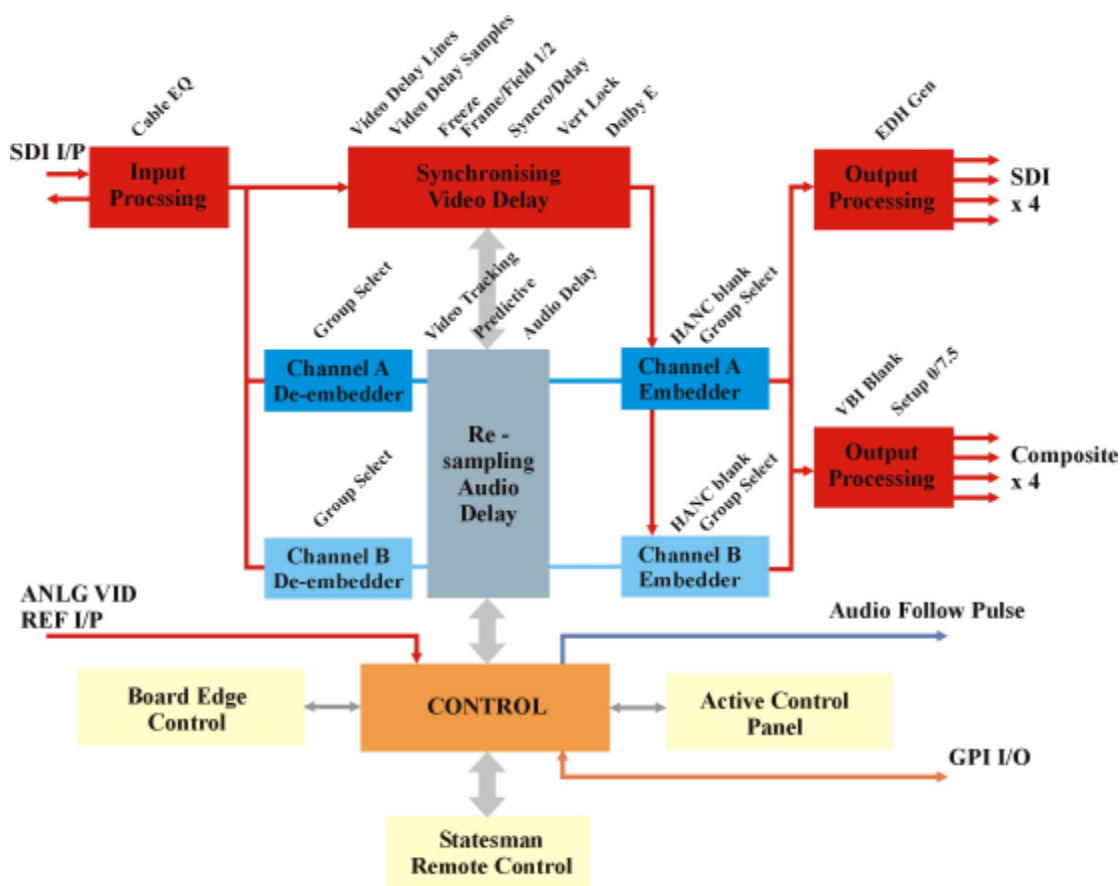 Cable EQ
Video Delay Lines
Video Delay Samples
Freeze
Frame/Field 1/2
Syncro/Delay
Vert Lock
Dolby E
EDH Gen
SDI I/P
Input
Procssing
Synchronising
Video Delay
Output
Processing
SDI
x 4
Group Select
Video Tracking
Predictive
Audio Delay
HANC blank
Group Select
Channel A
De-embedder
Channel A
Embedder
VBI Blank
Setup 0/7.5
Re -
sampling
Audio
Delay
Output
Processing
Composite
x 4
Group Select
HANC blank
Group Select
Channel B
De-embedder
Channel B
Embedder
ANLG VID
REF I/P
Audio Follow Pulse
Board Edge
Control
CONTROL
Active Control
Panel
GPI I/O
Statesman
Remote Control